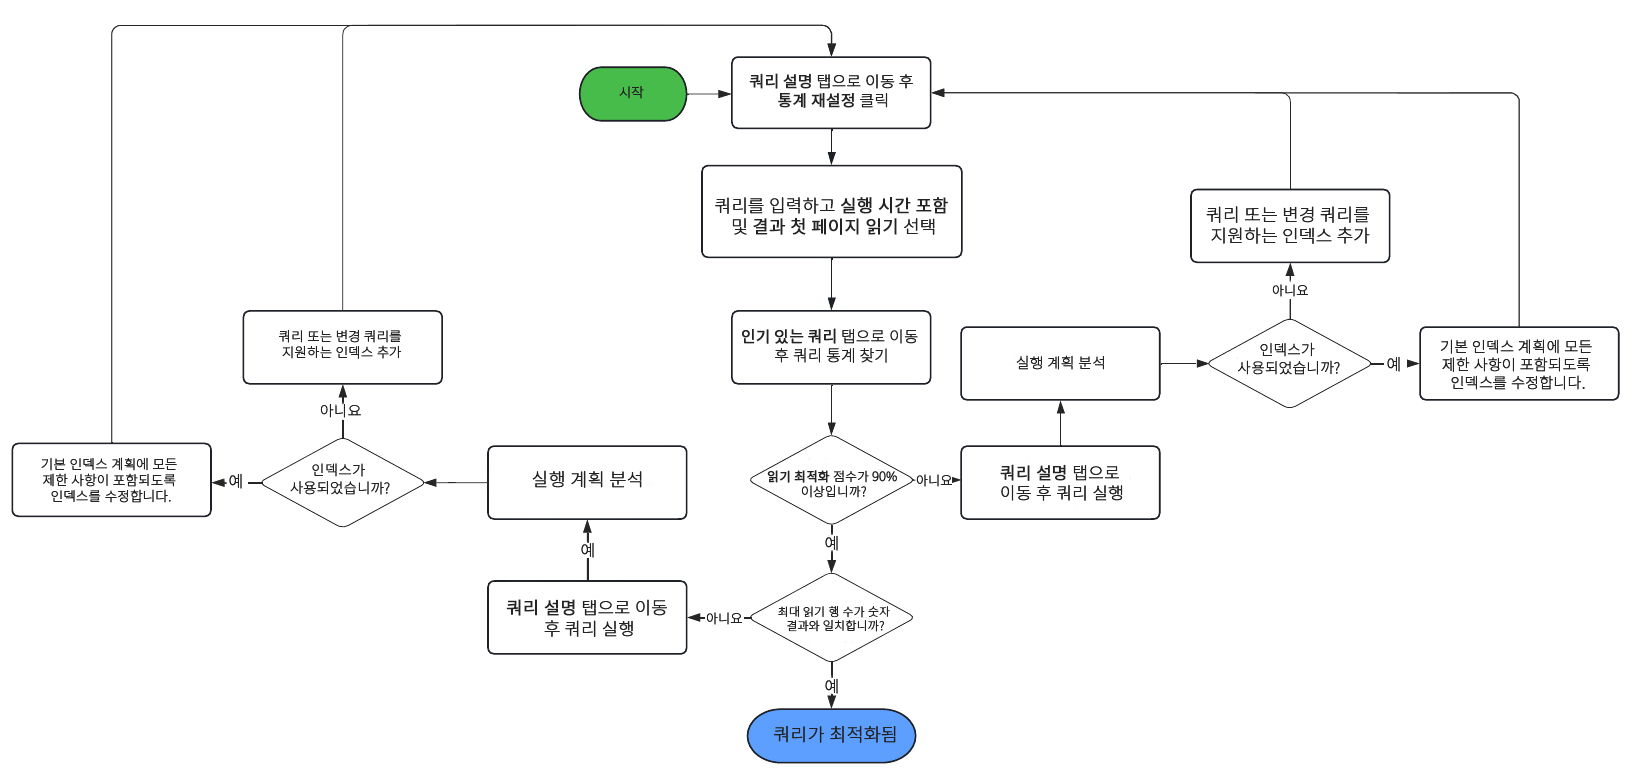 시작
쿼리 설명 탭으로 이동 후
통계 재설정 클릭
쿼리를 입력하고 실행 시간 포함
및 결과 첫 페이지 읽기 선택
인기 있는 쿼리 탭으로 이동
후 쿼리 통계 찾기
읽기 최적화 점수가 90%
이상입니까?
아니요
쿼리 설명 탭으로
이동 후 쿼리 실행
실행 계획 분석
인덱스가
사용되었습니까?
아니요
쿼리 또는 변경 쿼리를
지원하는 인덱스 추가
예
기본 인덱스 계획에 모든
제한 사항이 포함되도록
인덱스를 수정합니다.
예
최대 읽기 행 수가 숫자
결과와 일치합니까?
아니요
쿼리 설명 탭으로 이동
후 쿼리 실행
예
실행 계획 분석
인덱스가
사용되었습니까?
아니요
쿼리 또는 변경 쿼리를
지원하는 인덱스 추가
예
기본 인덱스 계획에 모든
제한 사항이 포함되도록
인덱스를 수정합니다.
예
쿼리가 최적화됨